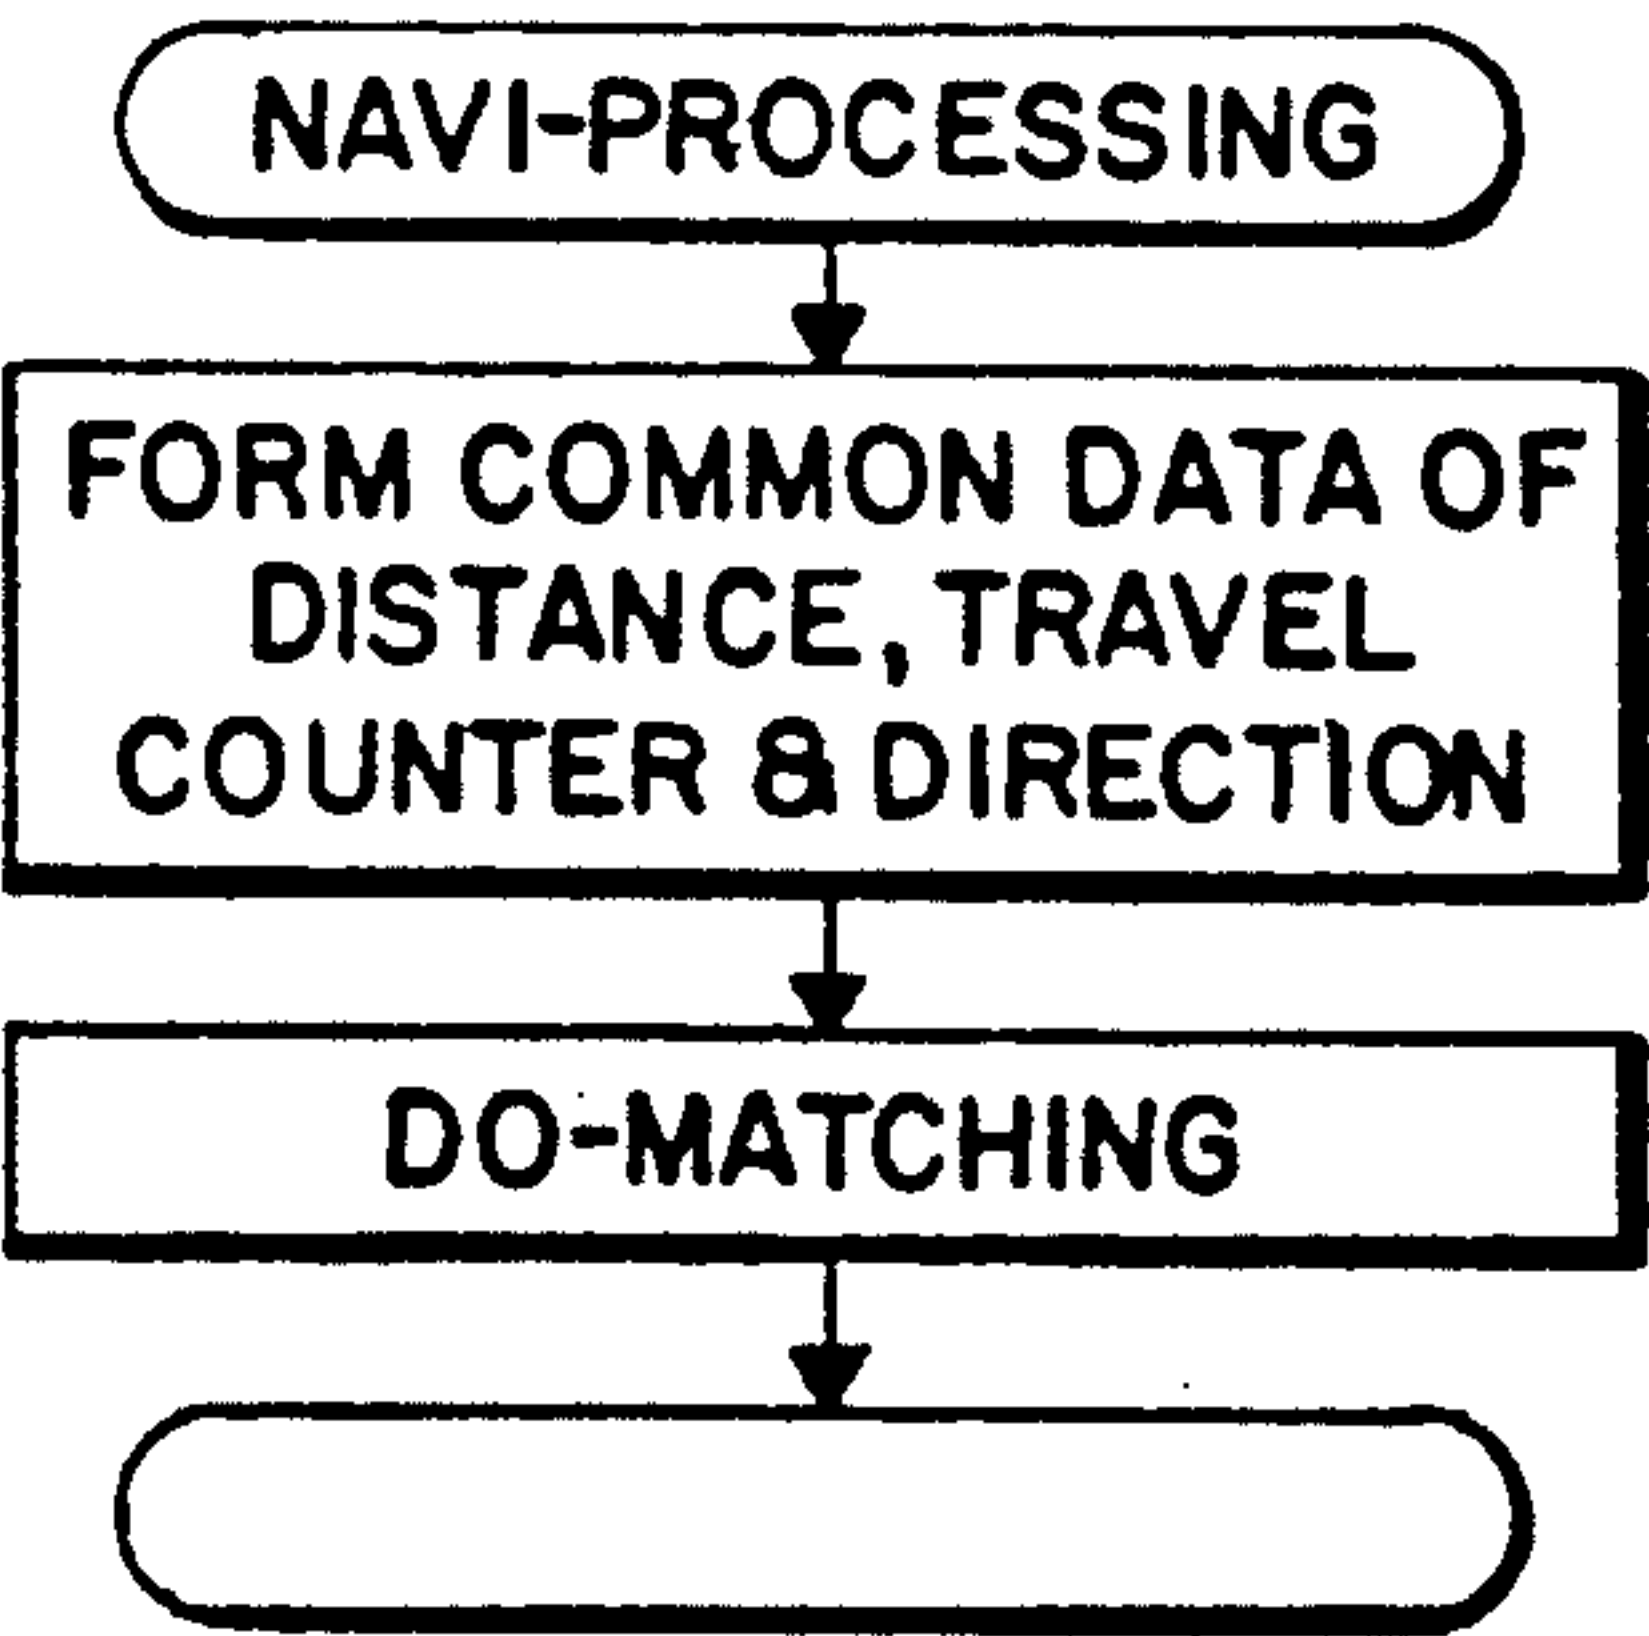 NAVI-PROCESSING
FORM COMMON DATA OF
DISTANCE, TRAVEL
COUNTER & DIRECTION
DO-MATCHING